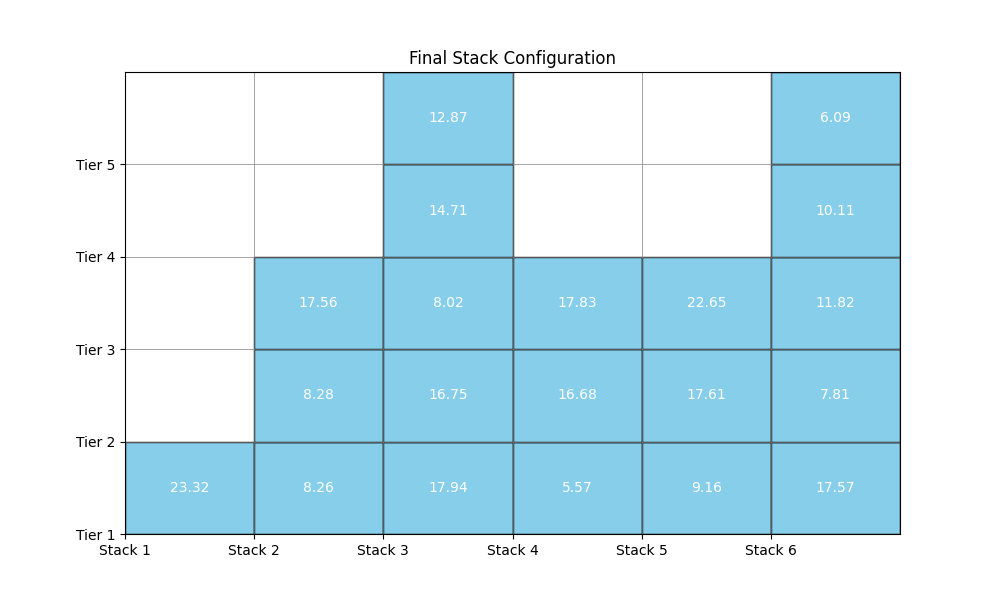 Final Stack Configuration
12.87 6.09
Tier 5
14.71 10.11
Tier 4
17.56 8.02 17.83 22.65 11.82
Tier 3
8.28 16.75 16.68 17.61 7.81
Tier 2
23.32 8.26 17.94 5.57 9.16 17.57
Tier 1
Stack 1 Stack 2 Stack 3 Stack 4 Stack 5 Stack 6